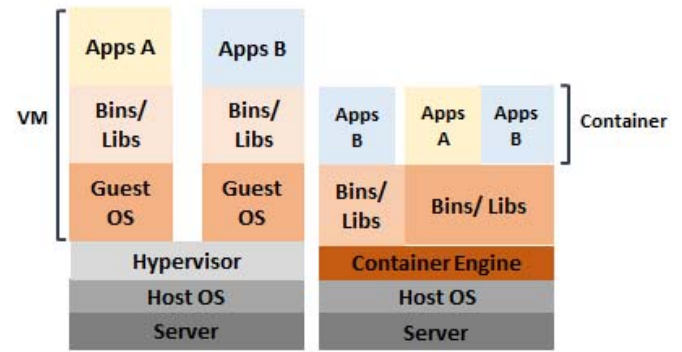 VM
Apps A
Bins/
Libs
Guest
OS
Apps B
Bins/
Libs
Guest
OS
Hypervisor
Host OS
Server
Apps
B
Apps
A
Apps
B
Container
Bins/
Libs
Bins/ Libs
Container Engine
Host OS
Server